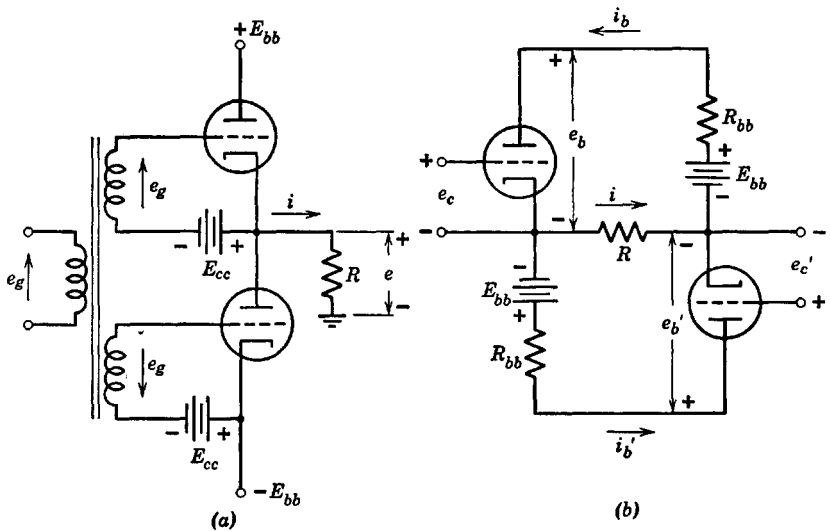 + E_bb
e_g
i
- +
E_cc
+
e
-
R
e_g
e_g
- +
E_cc
- E_bb
(a)
i_b
+
e_b
R_bb
+
E_bb
-
+
e_c
-
-
i
R
-
-
e_c'
+
-
E_bb
+
R_bb
e_b'
+
i_b'
(b)